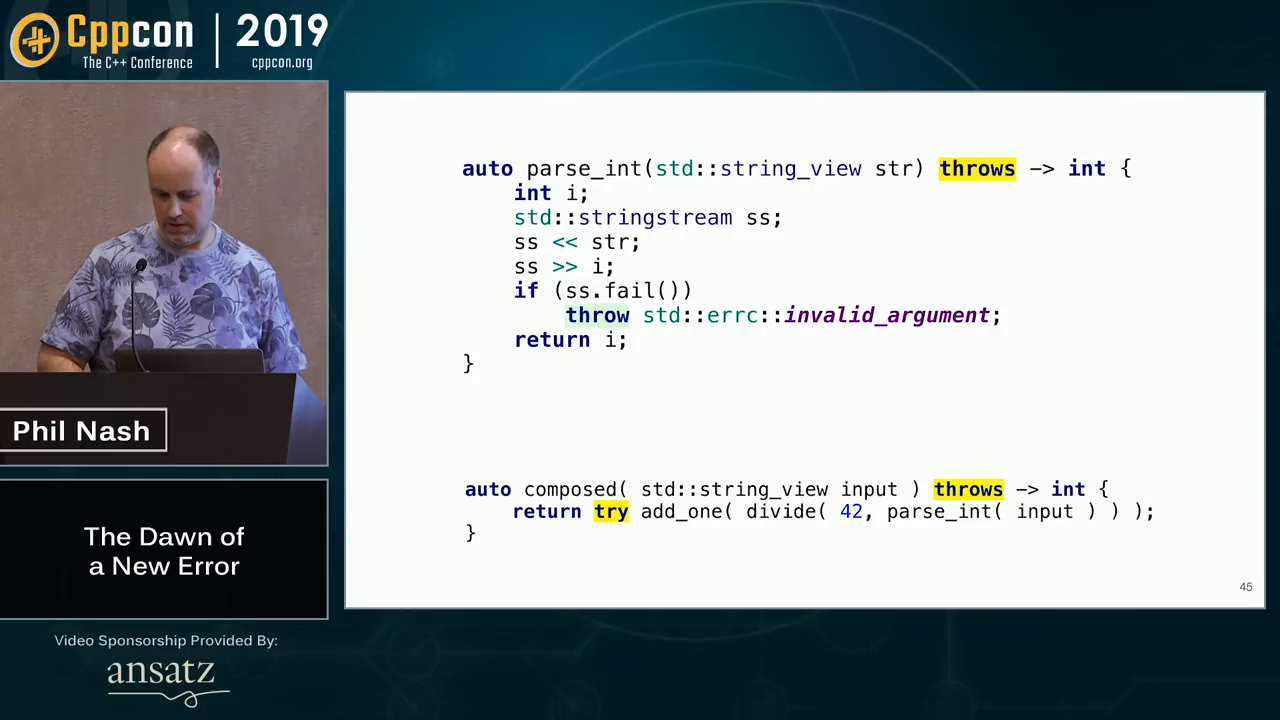 Cppcon | 2019
The C++ Conference cppcon.org
auto parse_int(std::string_view str) throws -> int {
    int i;
    std::stringstream ss;
    ss << str;
    ss >> i;
    if (ss.fail())
        throw std::errc::invalid_argument;
    return i;
}
auto composed( std::string_view input ) throws -> int {
    return try add_one( divide( 42, parse_int( input ) ) );
}
45
Phil Nash
The Dawn of
a New Error
Video Sponsorship Provided By:
ansatz